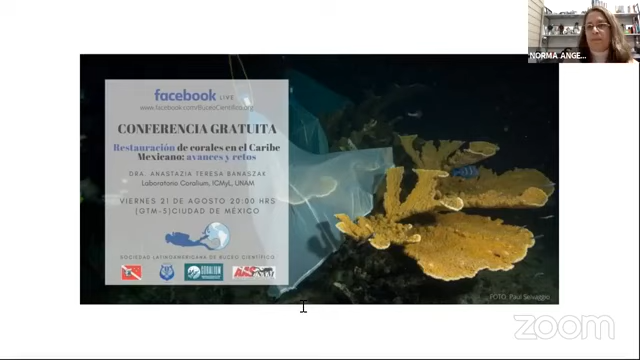 facebook LIVE
www.facebook.com/BuceoCientifico.org
CONFERENCIA GRATUITA
Restauración de corales en el Caribe
Mexicano: avances y retos
DRA. ANASTAZIA TERESA BANASZAK
Laboratorio Coralium, ICMyL, UNAM
VIERNES 21 DE AGOSTO 20:00 HRS
(GTM-5)CIUDAD DE MÉXICO
SOCIEDAD LATINOAMERICANA DE BUCEO CIENTÍFICO
CORALIUM
FOTO: Paul Selvaggio
NORMA ANGE...
zoom